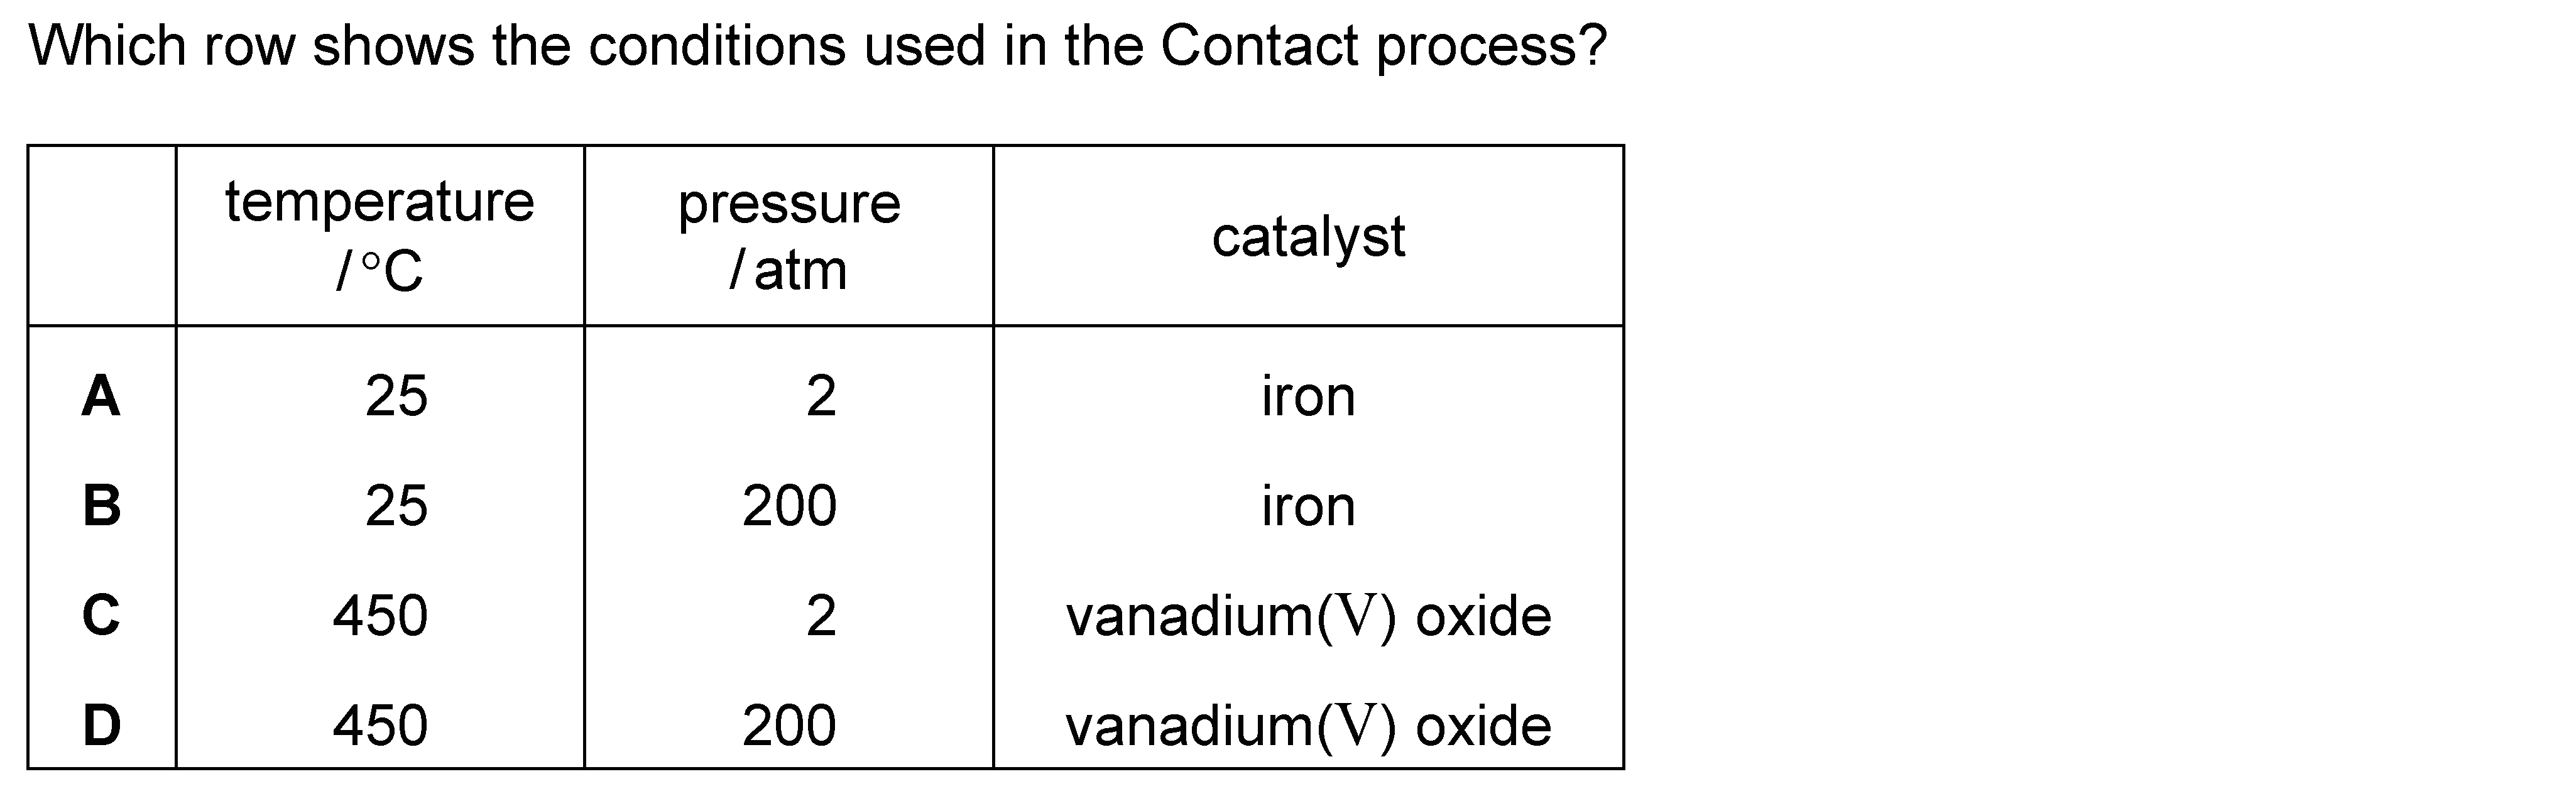 Which row shows the conditions used in the Contact process?
temperature /°C pressure /atm catalyst
A 25 2 iron
B 25 200 iron
C 450 2 vanadium(V) oxide
D 450 200 vanadium(V) oxide